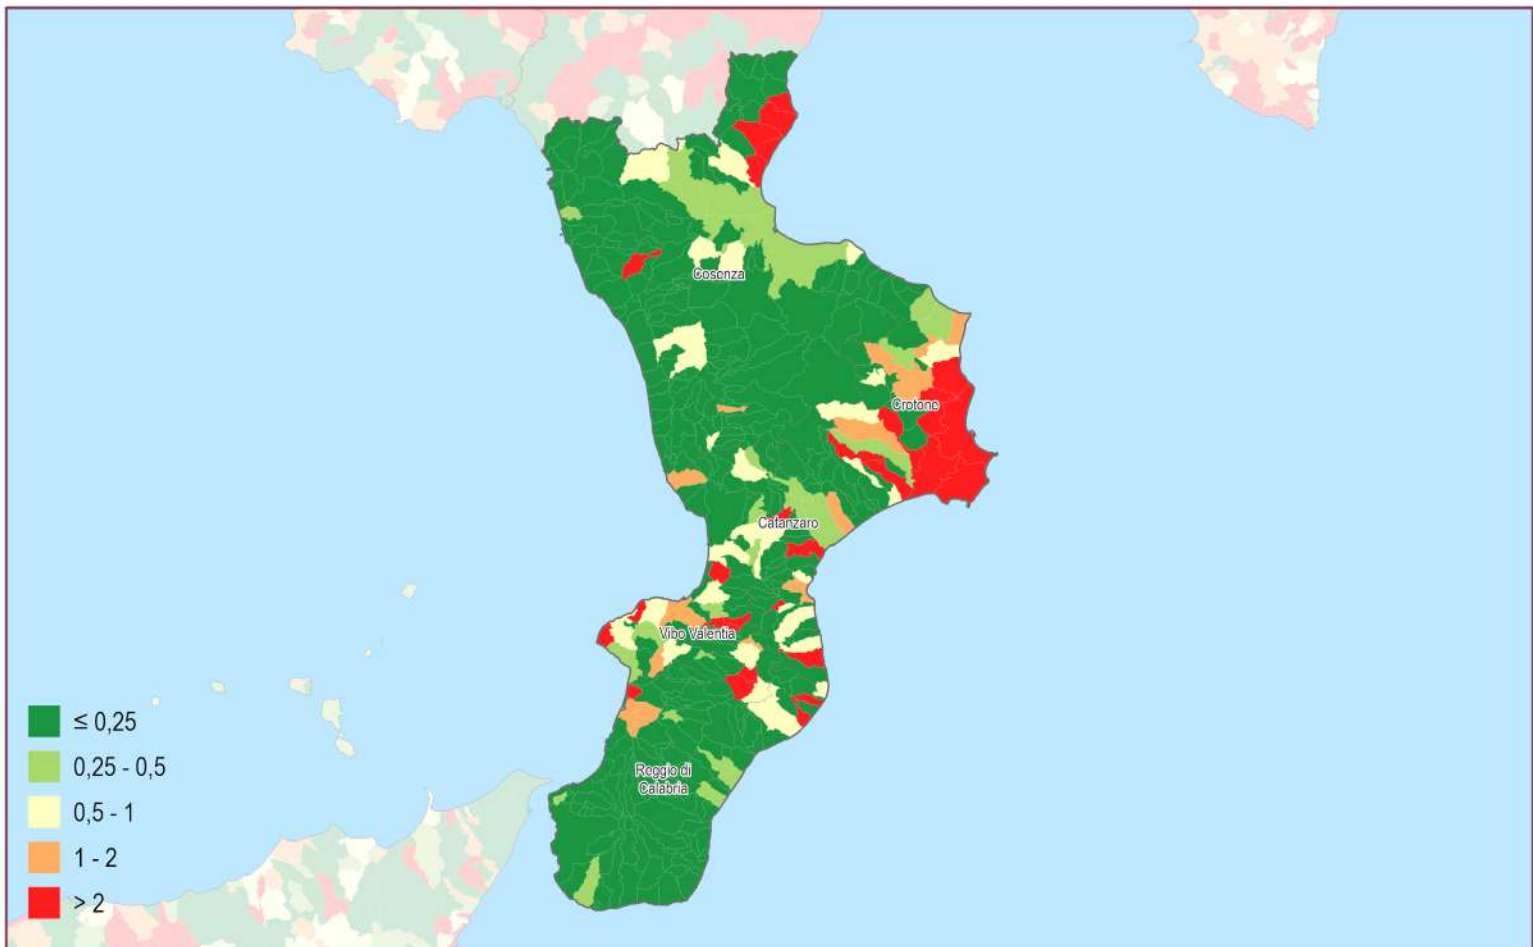 Cosenza
Crotone
Catanzaro
Vibo Valentia
Reggio di
Calabria
≤ 0,25
0,25 - 0,5
0,5 - 1
1 - 2
> 2